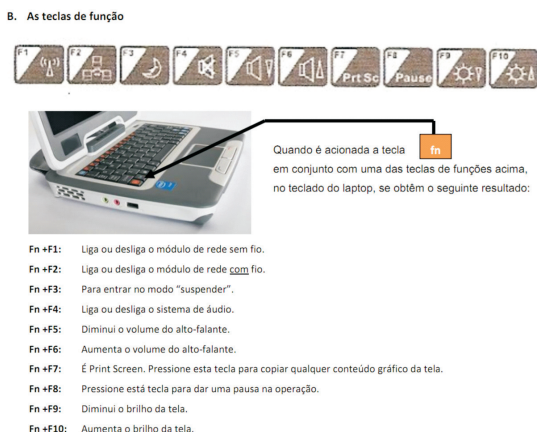 B. As teclas de função
F1 F2 F3 F4 F5 F6 F7 Prt Sc F8 Pause F9 F10
Quando é acionada a tecla fn
em conjunto com uma das teclas de funções acima,
no teclado do laptop, se obtêm o seguinte resultado:
Fn +F1: Liga ou desliga o módulo de rede sem fio.
Fn +F2: Liga ou desliga o módulo de rede com fio.
Fn +F3: Para entrar no modo “suspender”.
Fn +F4: Liga ou desliga o sistema de áudio.
Fn +F5: Diminui o volume do alto-falante.
Fn +F6: Aumenta o volume do alto-falante.
Fn +F7: É Print Screen. Pressione esta tecla para copiar qualquer conteúdo gráfico da tela.
Fn +F8: Pressione está tecla para dar uma pausa na operação.
Fn +F9: Diminui o brilho da tela.
Fn +F10: Aumenta o brilho da tela.